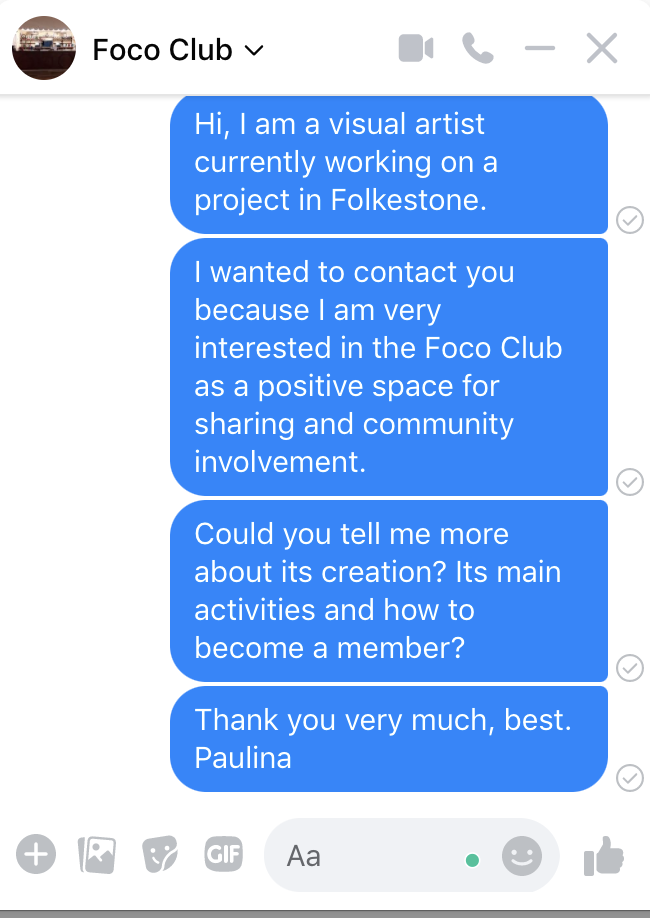 Foco Club
Hi, I am a visual artist
currently working on a
project in Folkestone.
I wanted to contact you
because I am very
interested in the Foco Club
as a positive space for
sharing and community
involvement.
Could you tell me more
about its creation? Its main
activities and how to
become a member?
Thank you very much, best.
Paulina
GIF
Aa